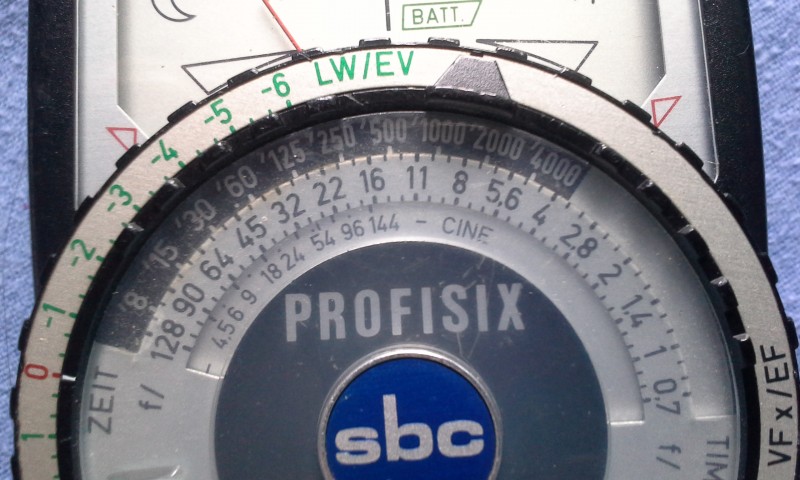 BATT.
LW/EV
-6 -5 -4 -3 -2 -1 0 1
8 '15 '30 '60 '125 '250 '500 '1000 '2000 '4000
128 90 64 45 32 22 16 11 8 5,6 4 2,8 2 1,4 1 0,7
4,5 6 9 18 24 54 96 144 - CINE
PROFISIX
sbc
ZEIT
f/
f/
TIM
VFx/EF